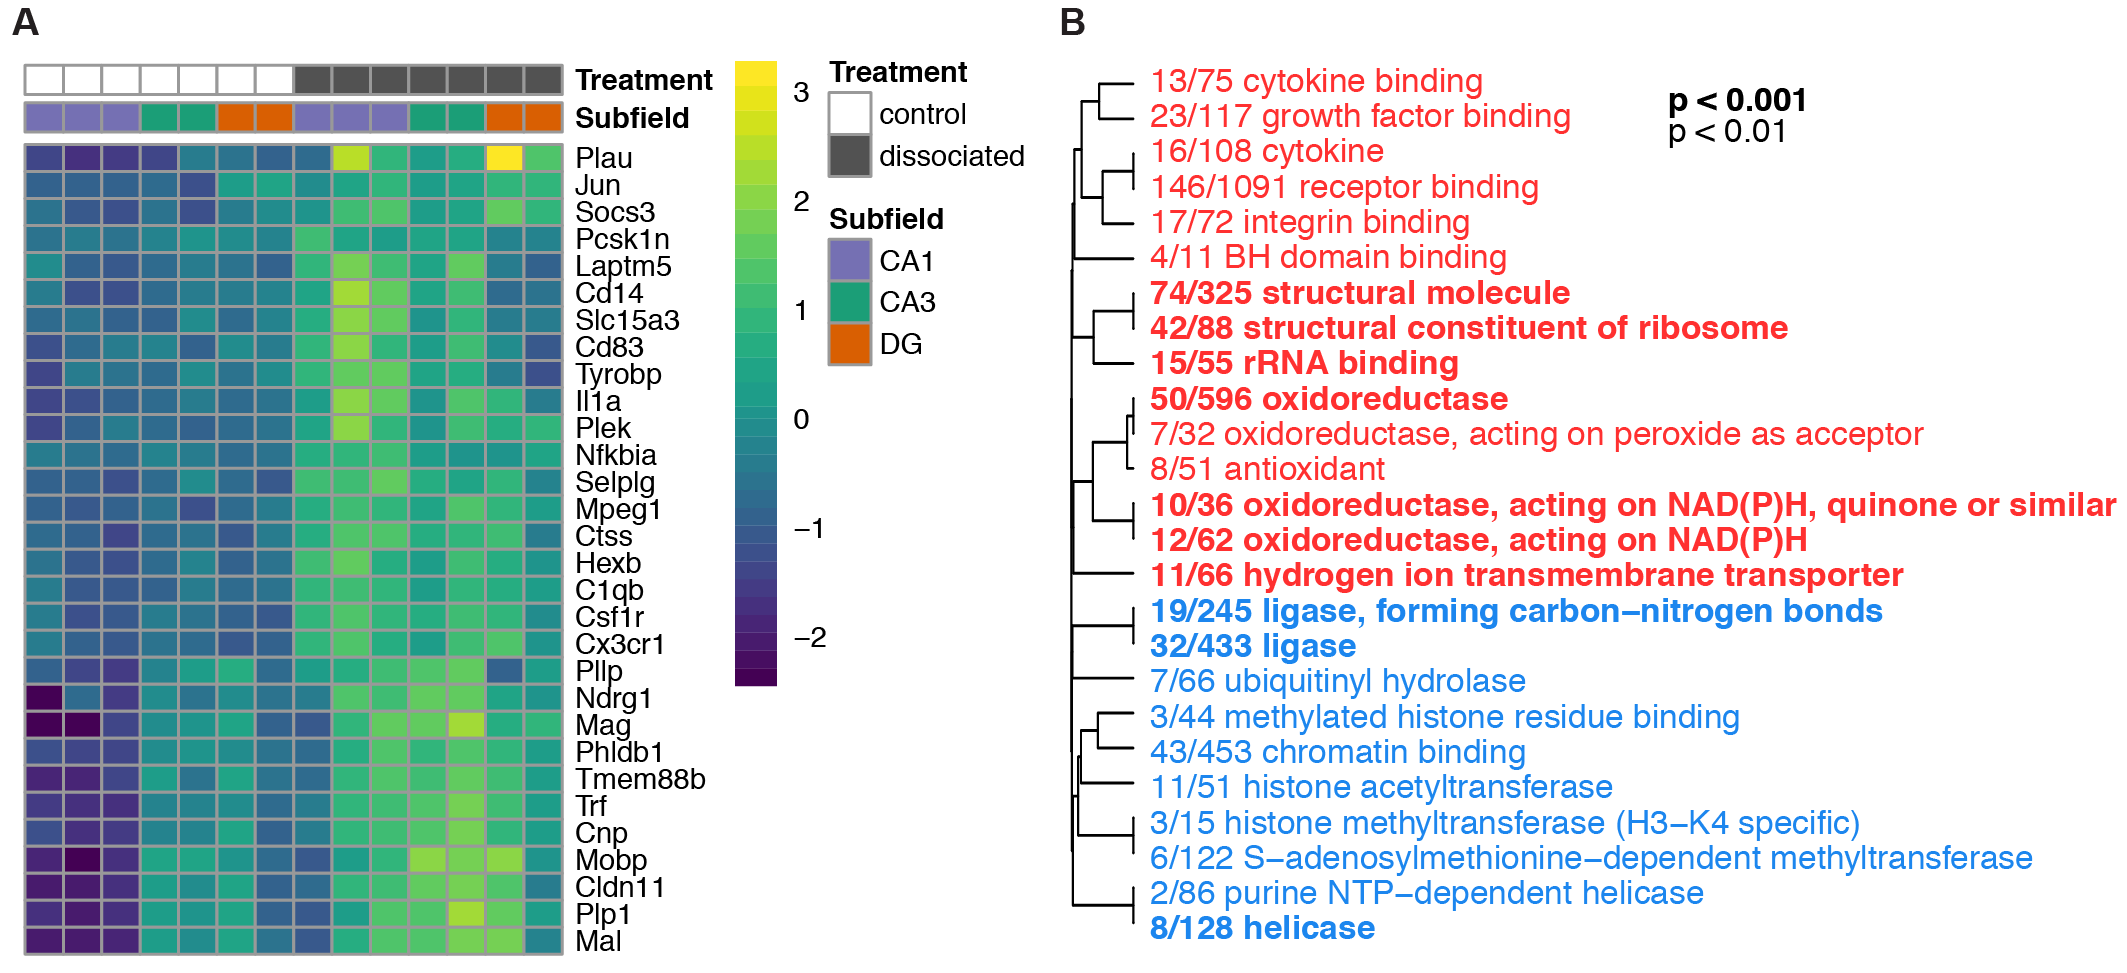 A
Treatment
Subfield
Plau
Jun
Socs3
Pcsk1n
Laptm5
Cd14
Slc15a3
Cd83
Tyrobp
Il1a
Plek
Nfkbia
Selplg
Mpeg1
Ctss
Hexb
C1qb
Csf1r
Cx3cr1
Pllp
Ndrg1
Mag
Phldb1
Tmem88b
Trf
Cnp
Mobp
Cldn11
Plp1
Mal
3
2
1
0
−1
−2
Treatment
control
dissociated
Subfield
CA1
CA3
DG
B
p < 0.001
p < 0.01
13/75 cytokine binding
23/117 growth factor binding
16/108 cytokine
146/1091 receptor binding
17/72 integrin binding
4/11 BH domain binding
74/325 structural molecule
42/88 structural constituent of ribosome
15/55 rRNA binding
50/596 oxidoreductase
7/32 oxidoreductase, acting on peroxide as acceptor
8/51 antioxidant
10/36 oxidoreductase, acting on NAD(P)H, quinone or similar
12/62 oxidoreductase, acting on NAD(P)H
11/66 hydrogen ion transmembrane transporter
19/245 ligase, forming carbon−nitrogen bonds
32/433 ligase
7/66 ubiquitinyl hydrolase
3/44 methylated histone residue binding
43/453 chromatin binding
11/51 histone acetyltransferase
3/15 histone methyltransferase (H3−K4 specific)
6/122 S−adenosylmethionine−dependent methyltransferase
2/86 purine NTP−dependent helicase
8/128 helicase